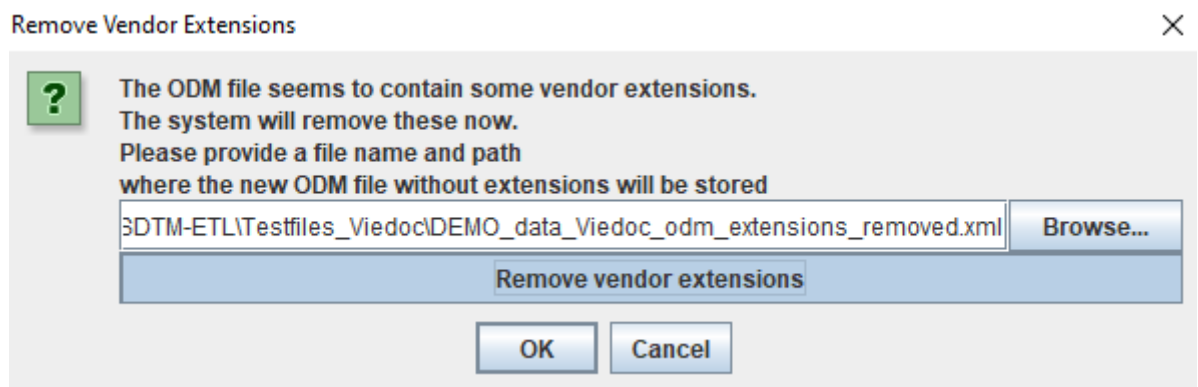 Remove Vendor Extensions
The ODM file seems to contain some vendor extensions.
The system will remove these now.
Please provide a file name and path
where the new ODM file without extensions will be stored
SDTM-ETL\Testfiles_Viedoc\DEMO_data_Viedoc_odm_extensions_removed.xml Browse...
Remove vendor extensions
OK Cancel